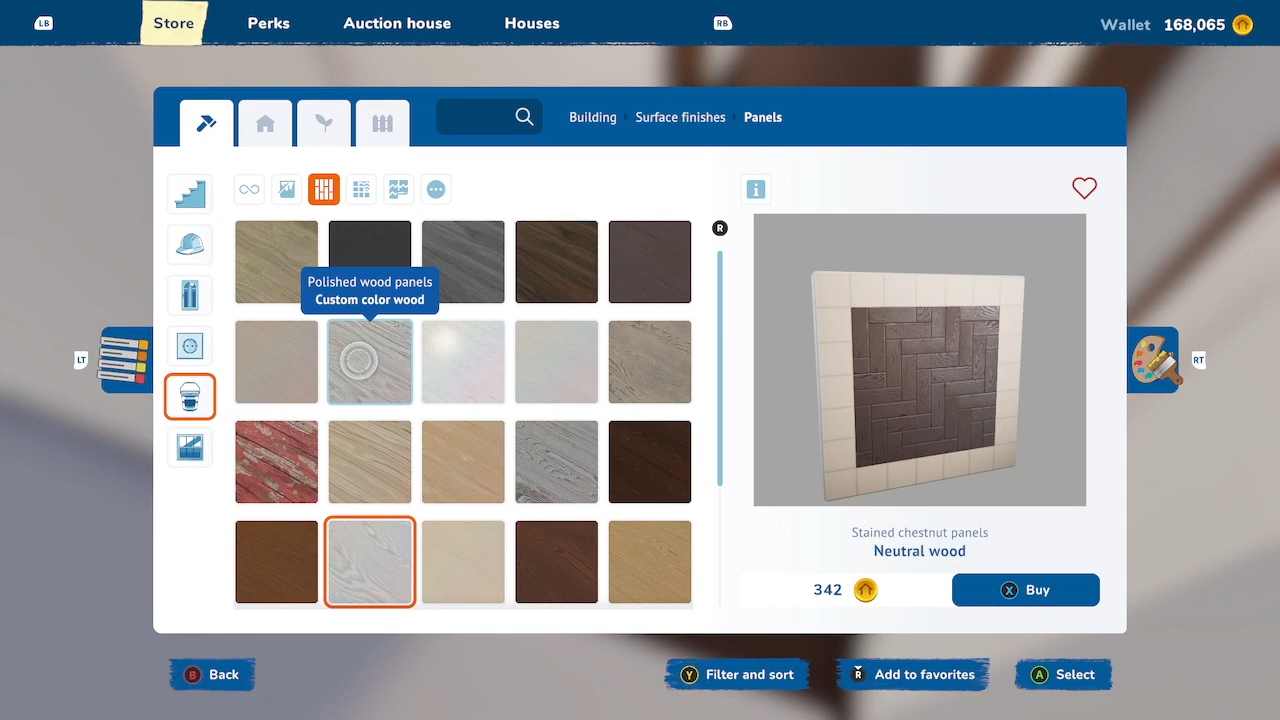 LB
Store
Perks
Auction house
Houses
RB
Wallet 168,065
Building
Surface finishes
Panels
R
Polished wood panels
Custom color wood
LT
RT
Stained chestnut panels
Neutral wood
342
X Buy
B Back
Y Filter and sort
R Add to favorites
A Select